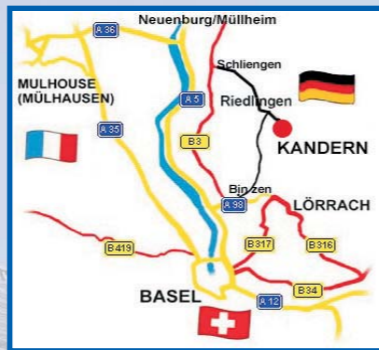 Neuenburg/Müllheim
A 36
Schliengen
MULHOUSE
(MÜLHAUSEN)
A 5
Riedlingen
A 35
B3
KANDERN
Binzen
A 98
LÖRRACH
B419
B317
B316
BASEL
B34
A 12